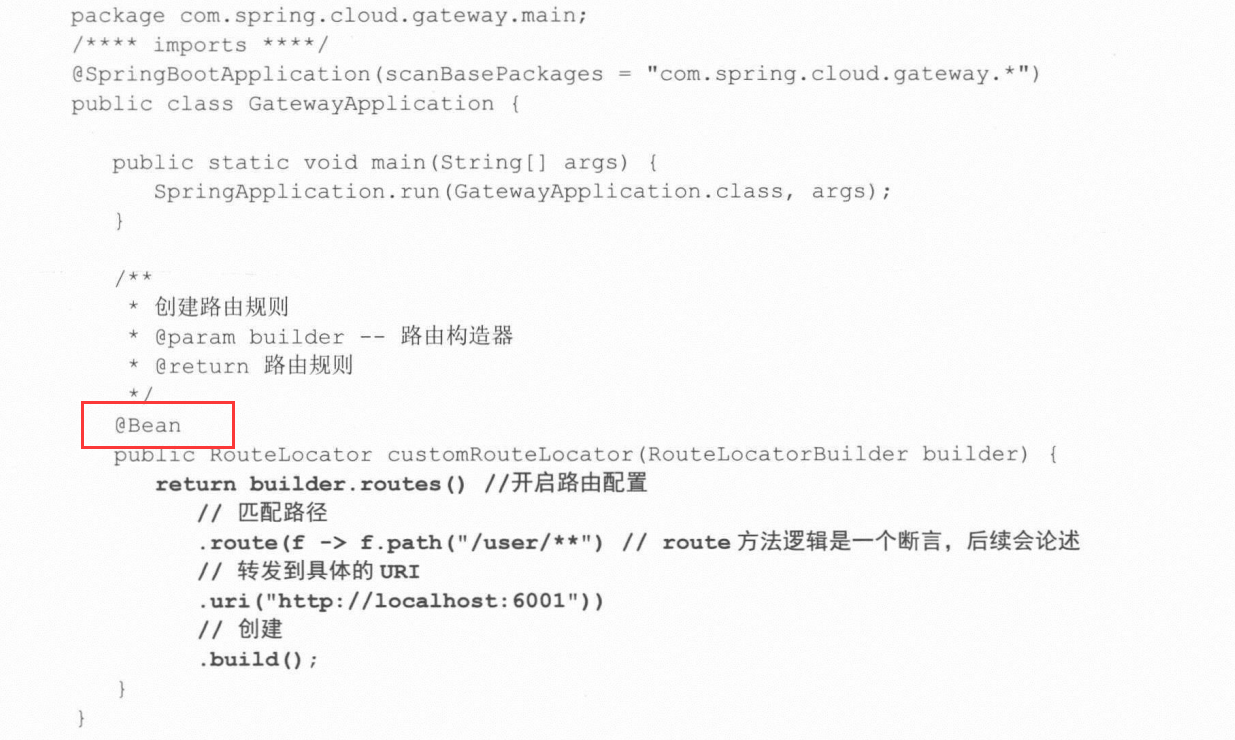 package com.spring.cloud.gateway.main;
/**** imports ****/
@SpringBootApplication(scanBasePackages = "com.spring.cloud.gateway.*")
public class GatewayApplication {
public static void main(String[] args) {
SpringApplication.run(GatewayApplication.class, args);
}
/**
* 创建路由规则
* @param builder -- 路由构造器
* @return 路由规则
*/
@Bean
public RouteLocator customRouteLocator(RouteLocatorBuilder builder) {
return builder.routes() //开启路由配置
// 匹配路径
.route(f -> f.path("/user/**") // route 方法逻辑是一个断言，后续会论述
// 转发到具体的 URI
.uri("http://localhost:6001"))
// 创建
.build();
}
}